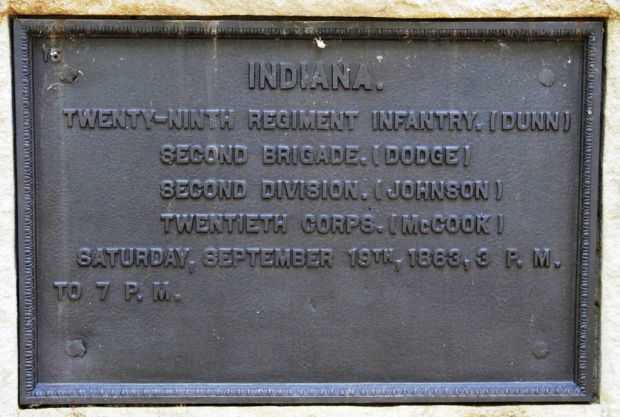 INDIANA.
TWENTY-NINTH REGIMENT INFANTRY. [DUNN]
SECOND BRIGADE. [DODGE]
SECOND DIVISION. [JOHNSON]
TWENTIETH CORPS. [McCOOK]
SATURDAY, SEPTEMBER 19TH, 1863, 3 P. M.
TO 7 P. M.